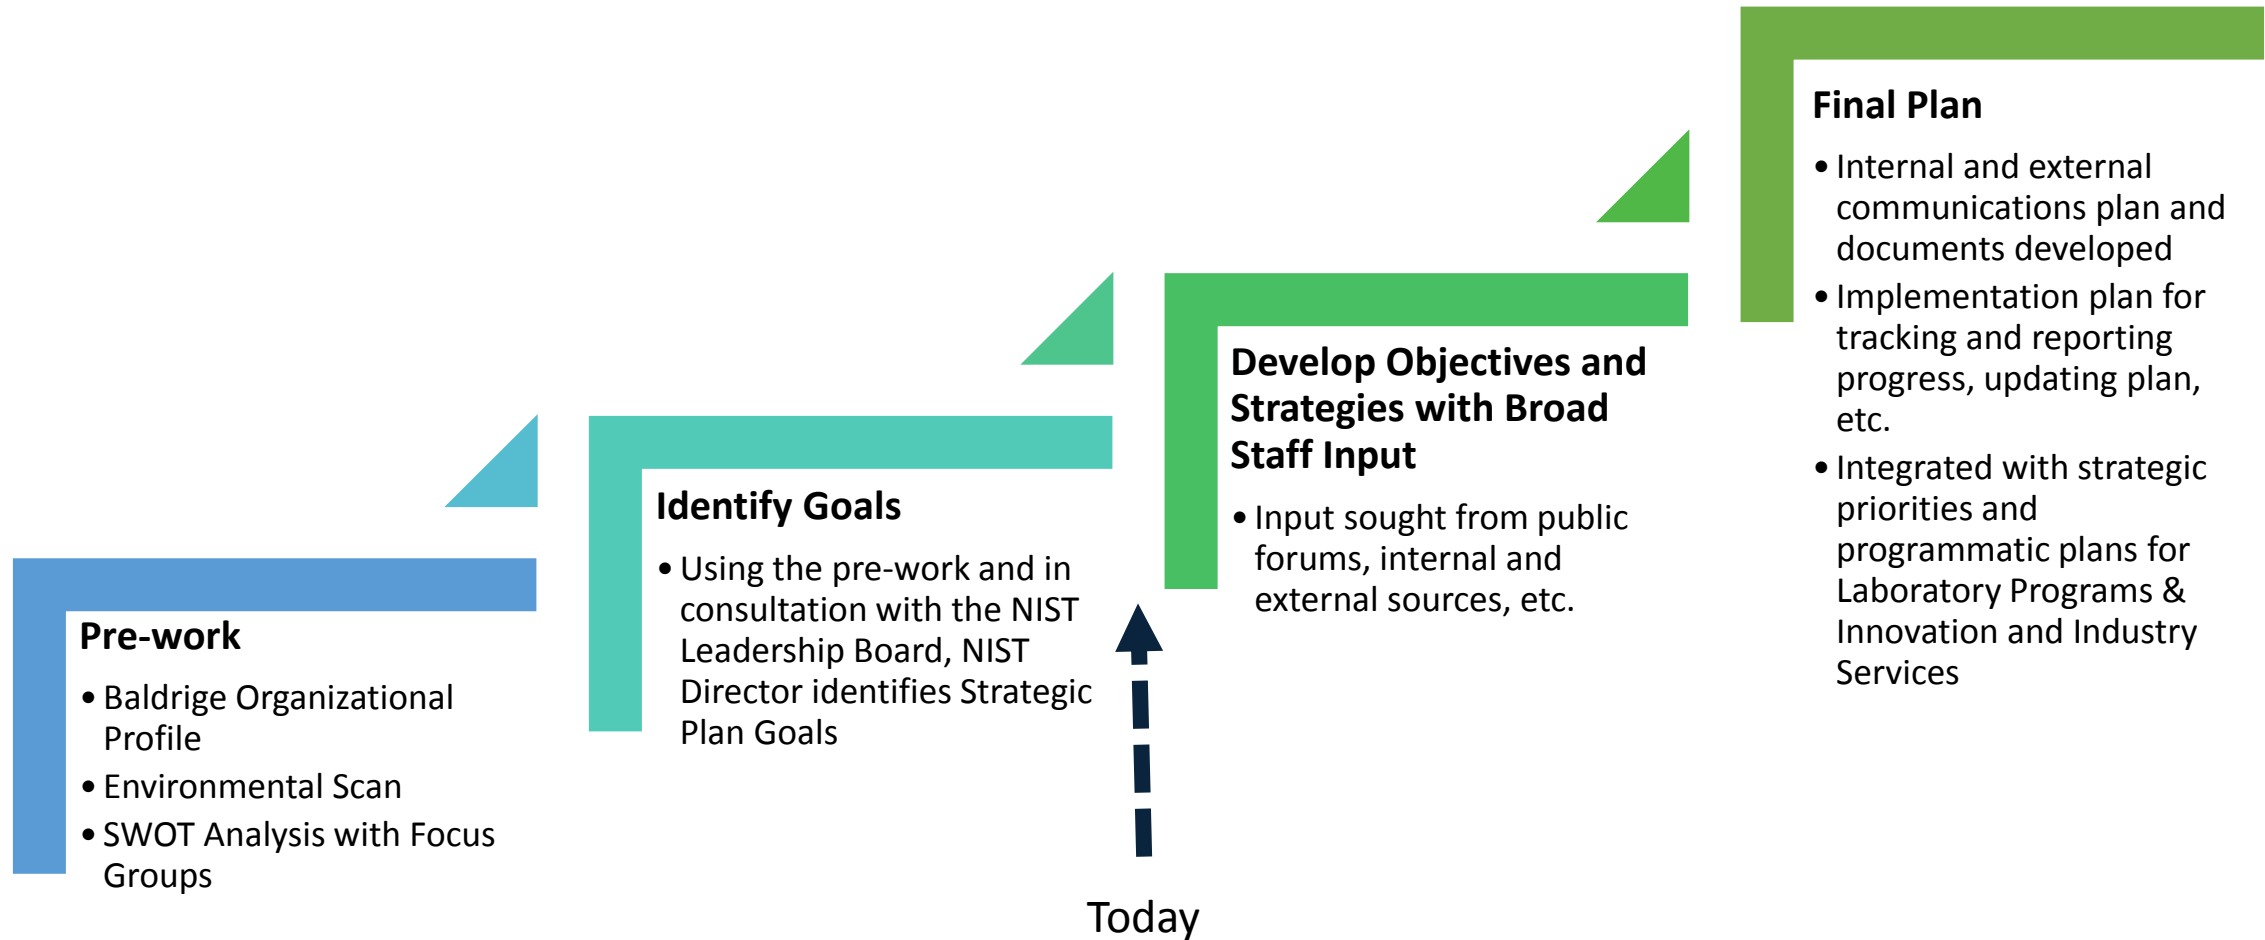 Pre-work
• Baldrige Organizational
Profile
• Environmental Scan
• SWOT Analysis with Focus
Groups
Identify Goals
• Using the pre-work and in
consultation with the NIST
Leadership Board, NIST
Director identifies Strategic
Plan Goals
Today
Develop Objectives and
Strategies with Broad
Staff Input
• Input sought from public
forums, internal and
external sources, etc.
Final Plan
• Internal and external
communications plan and
documents developed
• Implementation plan for
tracking and reporting
progress, updating plan,
etc.
• Integrated with strategic
priorities and
programmatic plans for
Laboratory Programs &
Innovation and Industry
Services